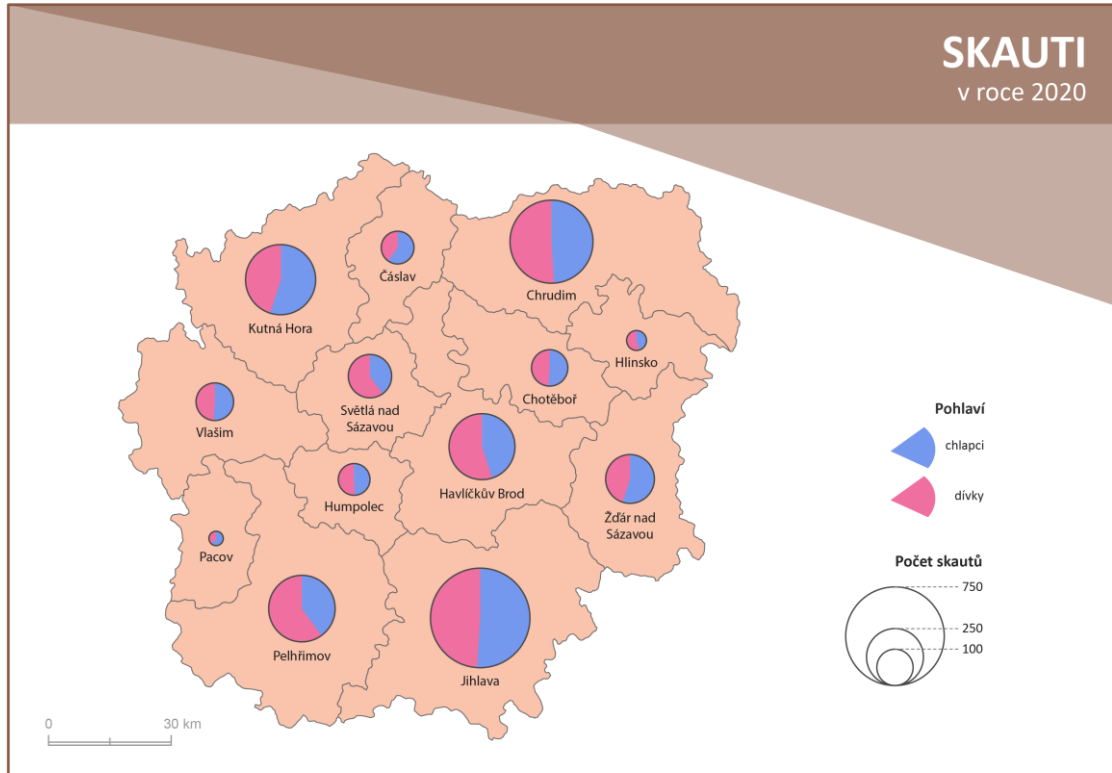 SKAUTI
v roce 2020
Čáslav
Chrudim
Kutná Hora
Hlinsko
Chotěboř
Světlá nad
Sázavou
Vlašim
Havlíčkův Brod
Humpolec
Žďár nad
Sázavou
Pacov
Pelhřimov
Jihlava
Pohlaví
chlapci
dívky
Počet skautů
750
250
100
0 30 km